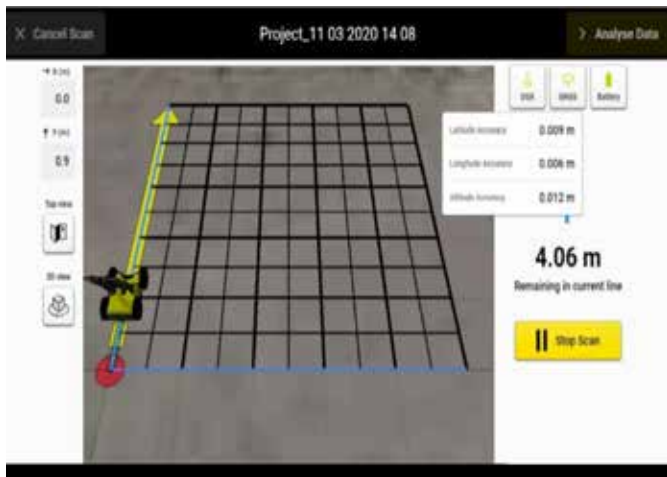 X Cancel Scan
Project_11 03 2020 14 08
> Analyse Data
X (m)
0.0
Y (m)
0.9
Top view
3D view
GNSS
Battery
Latitude Accuracy 0.009 m
Longitude Accuracy 0.006 m
Altitude Accuracy 0.012 m
4.06 m
Remaining in current line
Stop Scan